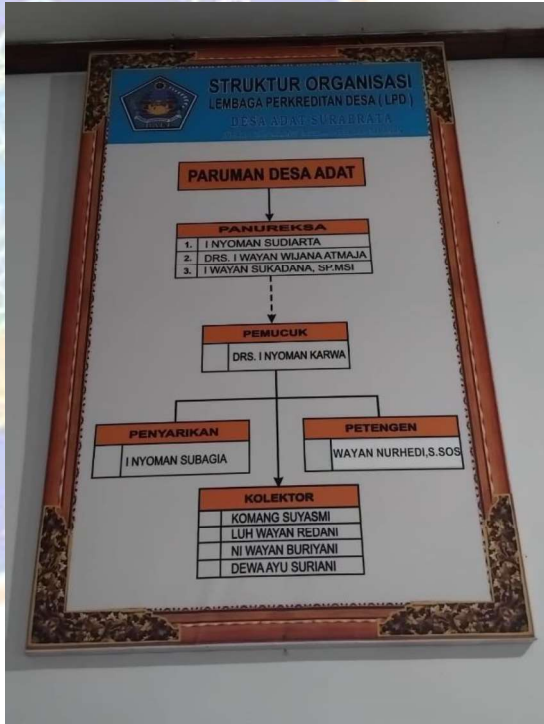 STRUKTUR ORGANISASI
LEMBAGA PERKREDITAN DESA ( LPD )
DESA ADAT SURABRATA
PARUMAN DESA ADAT
PANUREKSA
1. I NYOMAN SUDIARTA
2. DRS. I WAYAN WIJANA ATMAJA
3. I WAYAN SUKADANA, SP.MSI
PEMUCUK
DRS. I NYOMAN KARWA
PENYARIKAN
I NYOMAN SUBAGIA
PETENGEN
WAYAN NURHEDI,S.SOS
KOLEKTOR
KOMANG SUYASMI
LUH WAYAN REDANI
NI WAYAN BURIYANI
DEWA AYU SURIANI